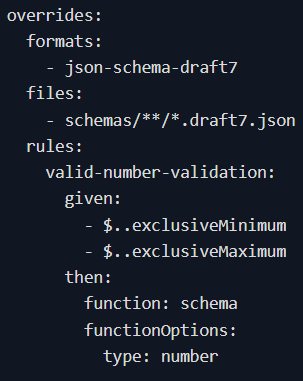 overrides:
  formats:
    - json-schema-draft7
  files:
    - schemas/**/*.draft7.json
  rules:
    valid-number-validation:
      given:
        - $..exclusiveMinimum
        - $..exclusiveMaximum
      then:
        function: schema
        functionOptions:
          type: number